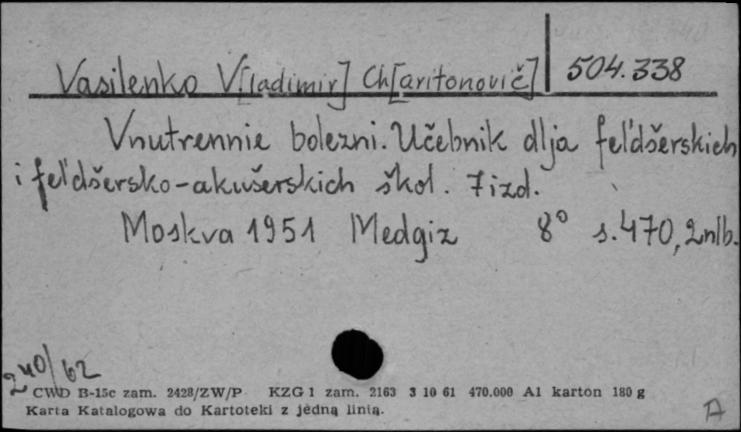 Vasilenko V[ladimir] Ch[aritonovič] 504.338
Vnutrennie bolezni. Učebnik dlja fel'dšerskich
i fel'dšersko-akušerskich škol. 7 izd.
Moskva 1951 Medgiz 8° s. 470, 2nlb.
240/62
CWD B-15c zam. 2428/ZW/P KZG 1 zam. 2163 3 10 61 470.000 A1 karton 180 g
Karta Katalogowa do Kartoteki z jedną linią.
A